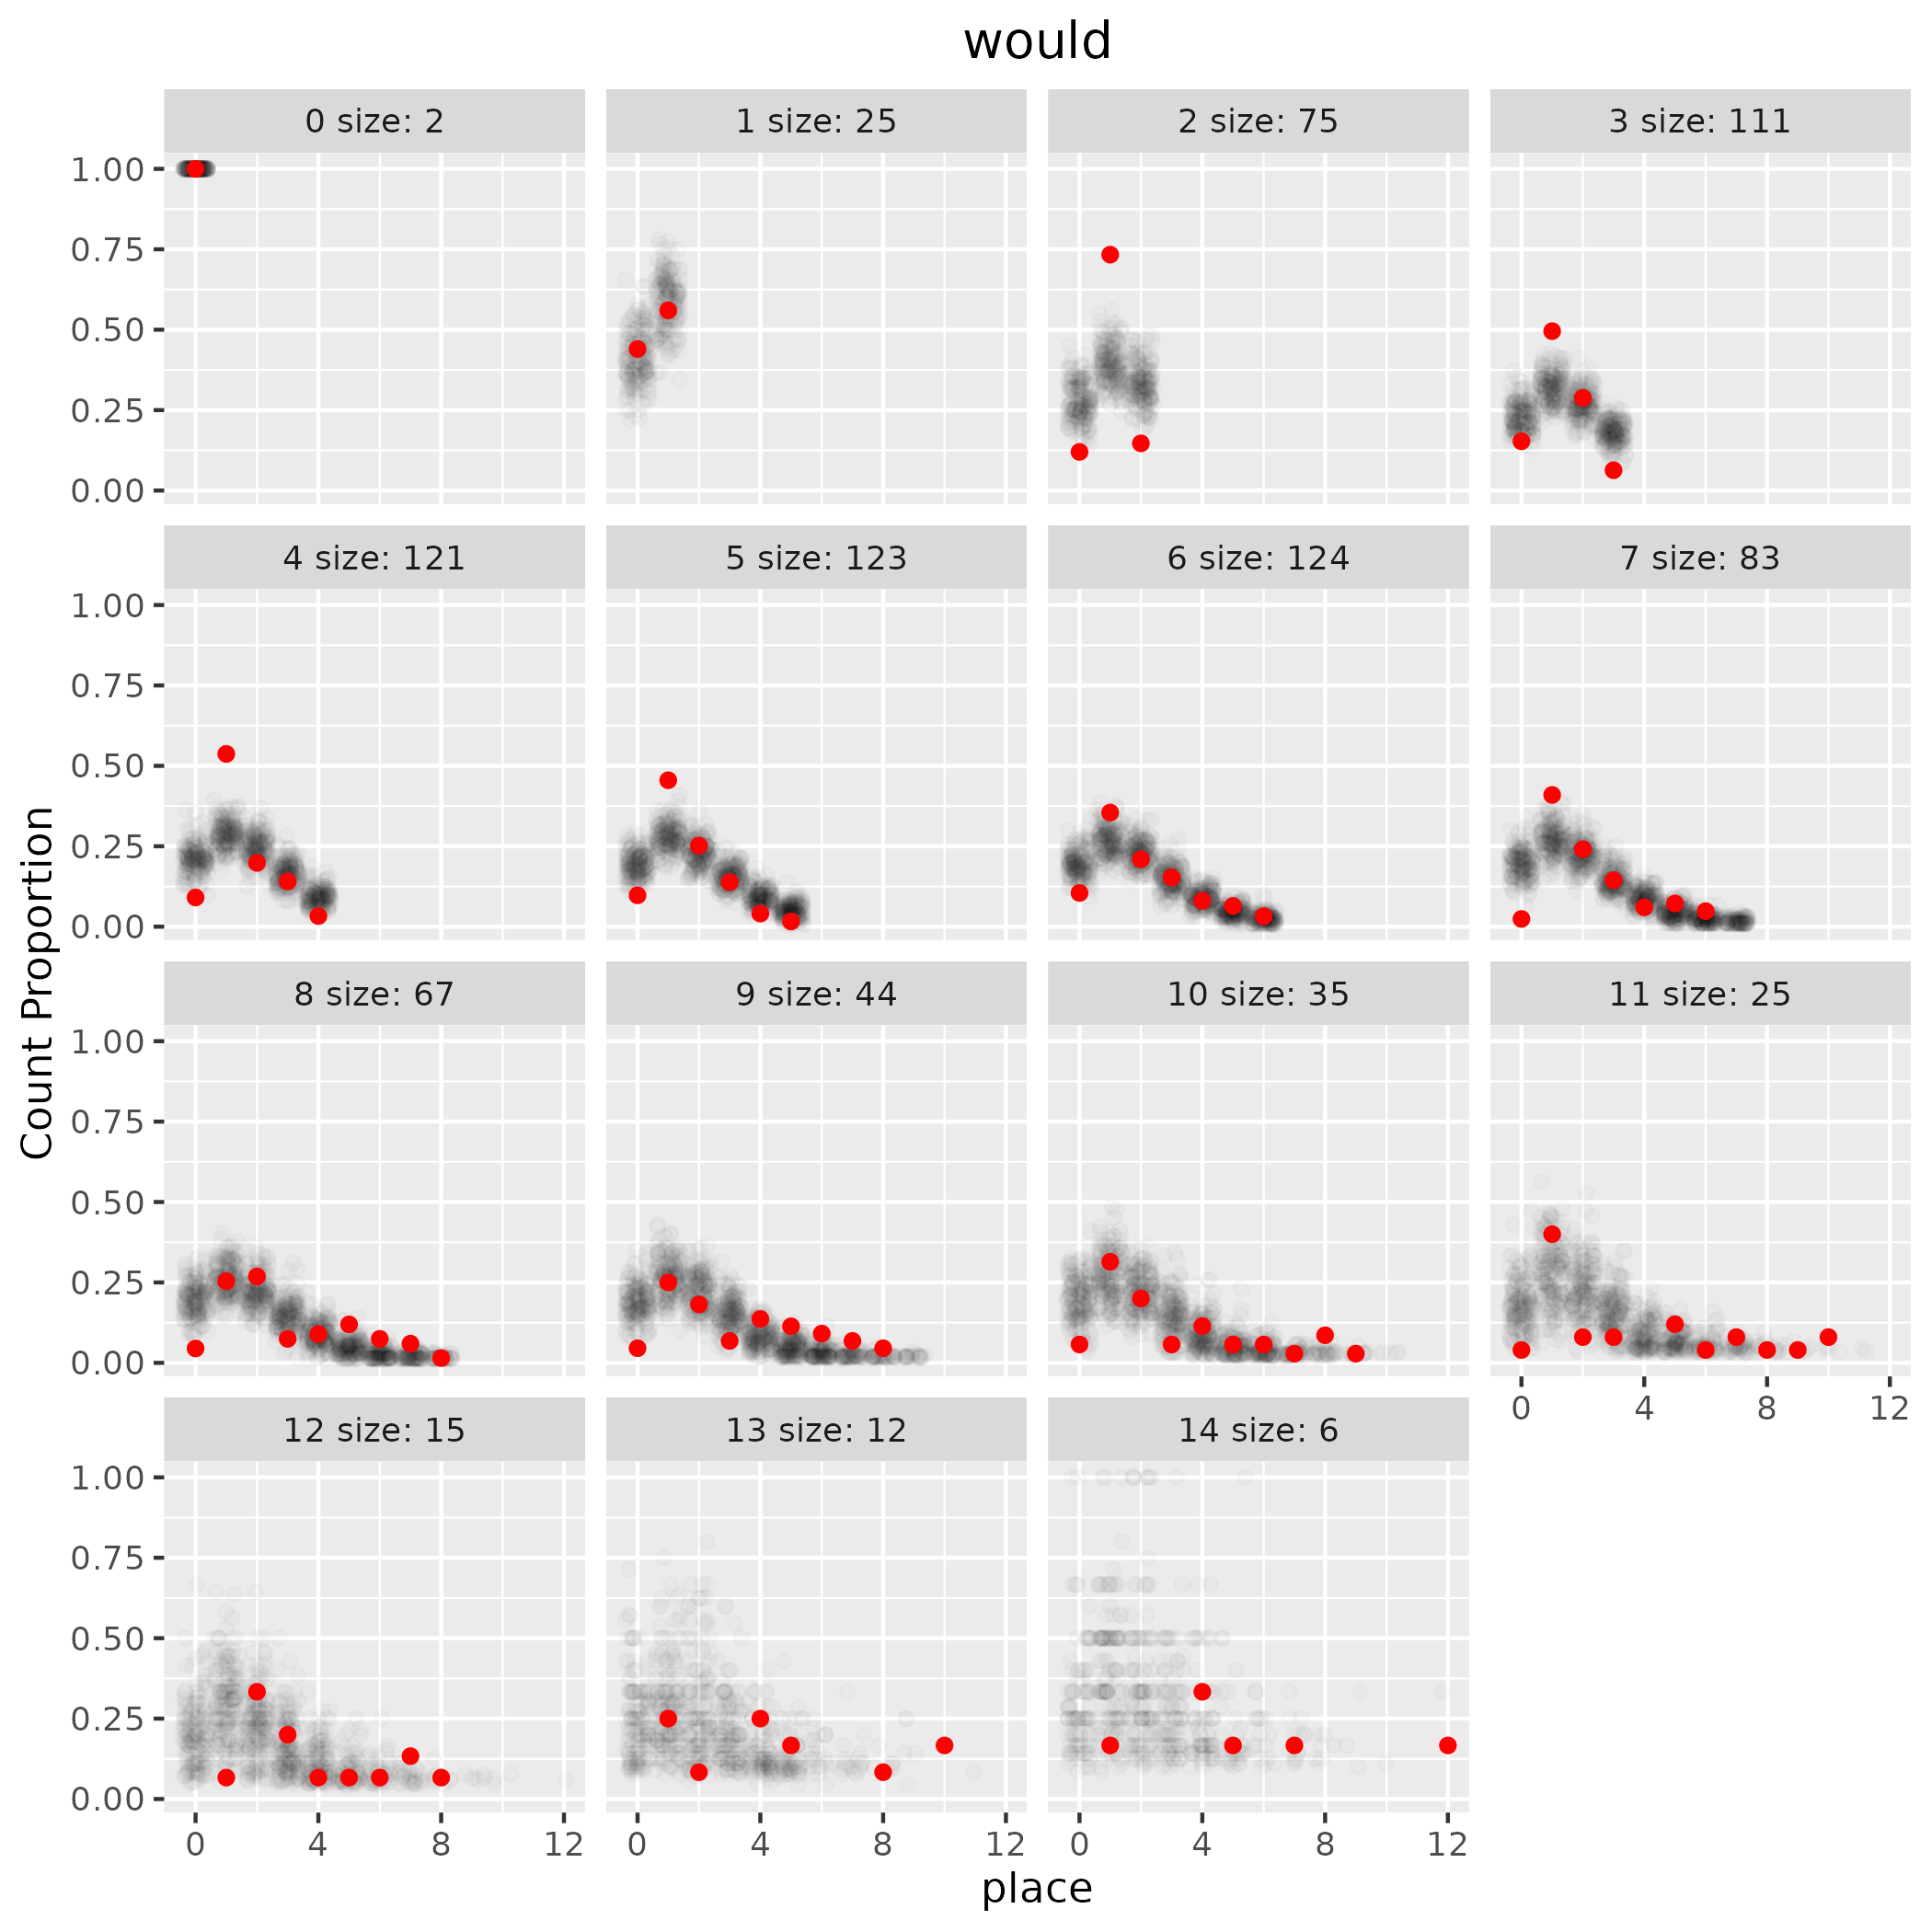 would
0 size: 2
1 size: 25
2 size: 75
3 size: 111
1.00
0.75
0.50
0.25
0.00
4 size: 121
5 size: 123
6 size: 124
7 size: 83
1.00
0.75
0.50
0.25
0.00
Count Proportion
8 size: 67
9 size: 44
10 size: 35
11 size: 25
1.00
0.75
0.50
0.25
0.00
0 4 8 12
12 size: 15
13 size: 12
14 size: 6
1.00
0.75
0.50
0.25
0.00
0 4 8 12
0 4 8 12
0 4 8 12
place